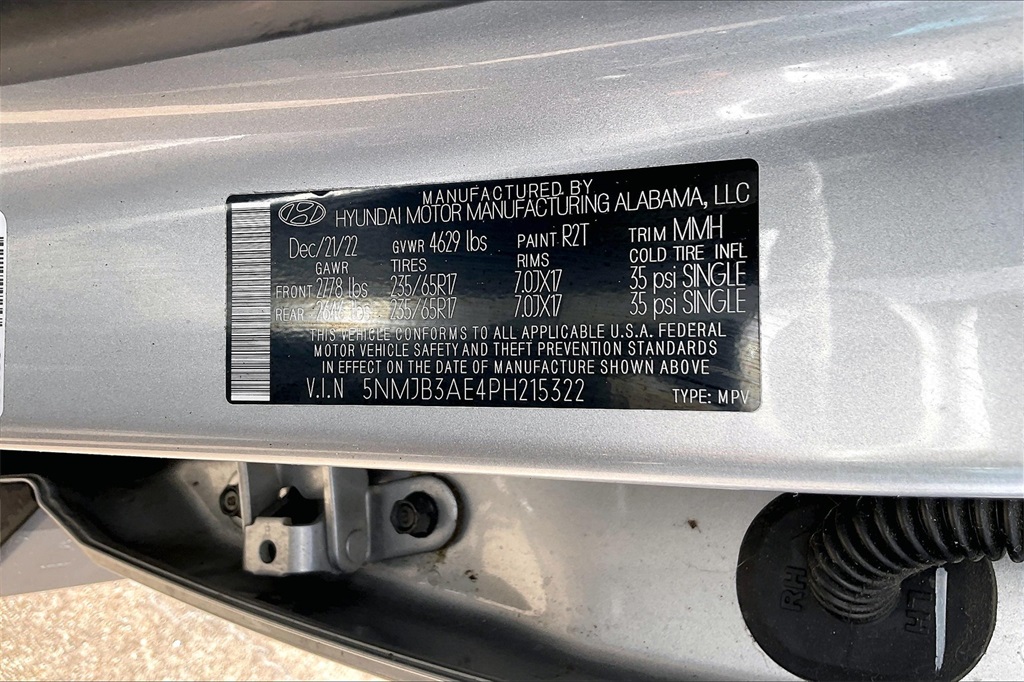 MANUFACTURED BY
HYUNDAI MOTOR MANUFACTURING ALABAMA, LLC
Dec/21/22 GVWR 4629 lbs PAINT R2T TRIM MMH
GAWR TIRES RIMS COLD TIRE INFL
FRONT 2778 lbs 235/65R17 7.0JX17 35 psi SINGLE
REAR lbs 235/65R17 7.0JX17 35 psi SINGLE
THIS VEHICLE CONFORMS TO ALL APPLICABLE U.S.A. FEDERAL
MOTOR VEHICLE SAFETY AND THEFT PREVENTION STANDARDS
IN EFFECT ON THE DATE OF MANUFACTURE SHOWN ABOVE
V.I.N 5NMJB3AE4PH215322 TYPE: MPV
RH
LH